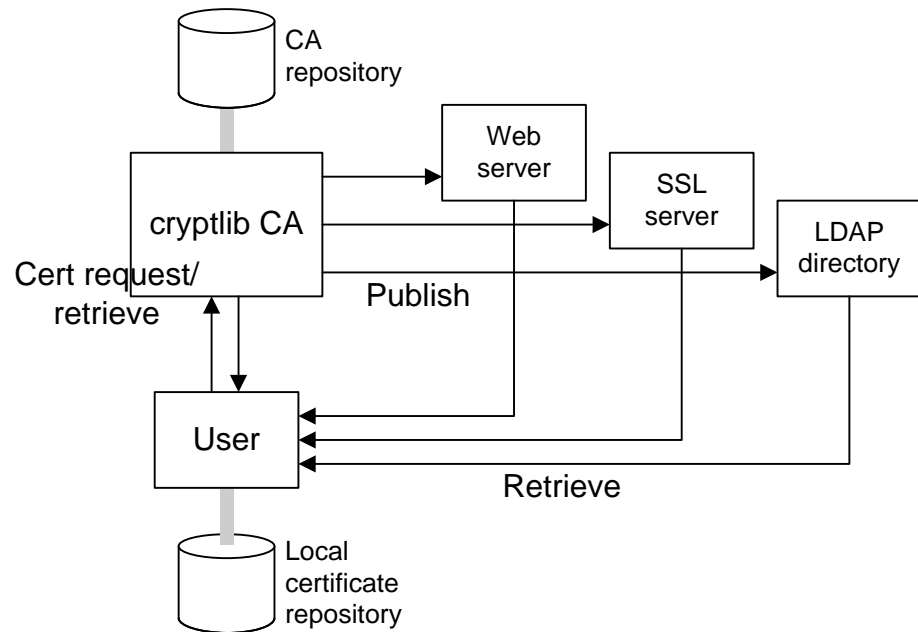 CA
repository
Web
server
SSL
server
cryptlib CA
LDAP
directory
Cert request/
retrieve
Publish
User
Retrieve
Local
certificate
repository